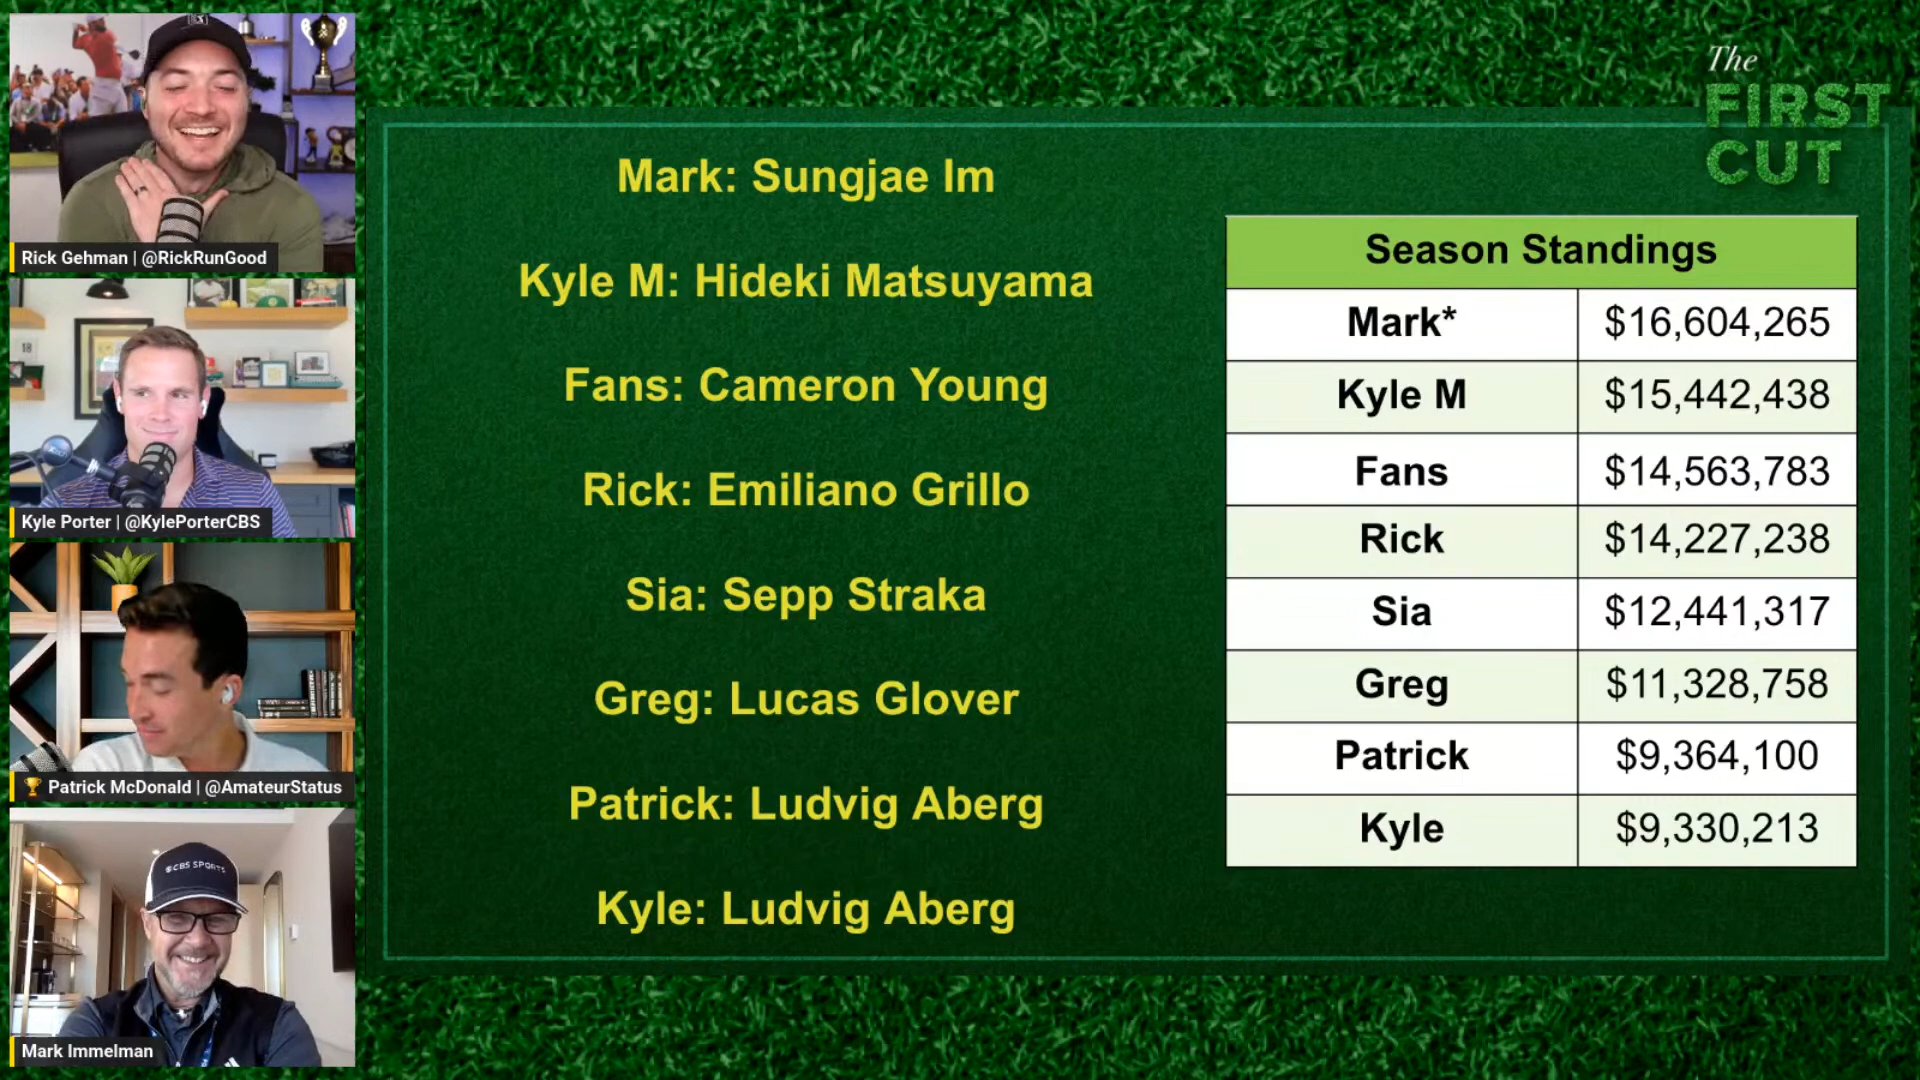 The
FIRST
CUT
Rick Gehman | @RickRunGood
Kyle Porter | @KylePorterCBS
Patrick McDonald | @AmateurStatus
CBS SPORTS
Mark Immelman
Mark: Sungjae Im
Kyle M: Hideki Matsuyama
Fans: Cameron Young
Rick: Emiliano Grillo
Sia: Sepp Straka
Greg: Lucas Glover
Patrick: Ludvig Aberg
Kyle: Ludvig Aberg
Season Standings
Mark* $16,604,265
Kyle M $15,442,438
Fans $14,563,783
Rick $14,227,238
Sia $12,441,317
Greg $11,328,758
Patrick $9,364,100
Kyle $9,330,213
18